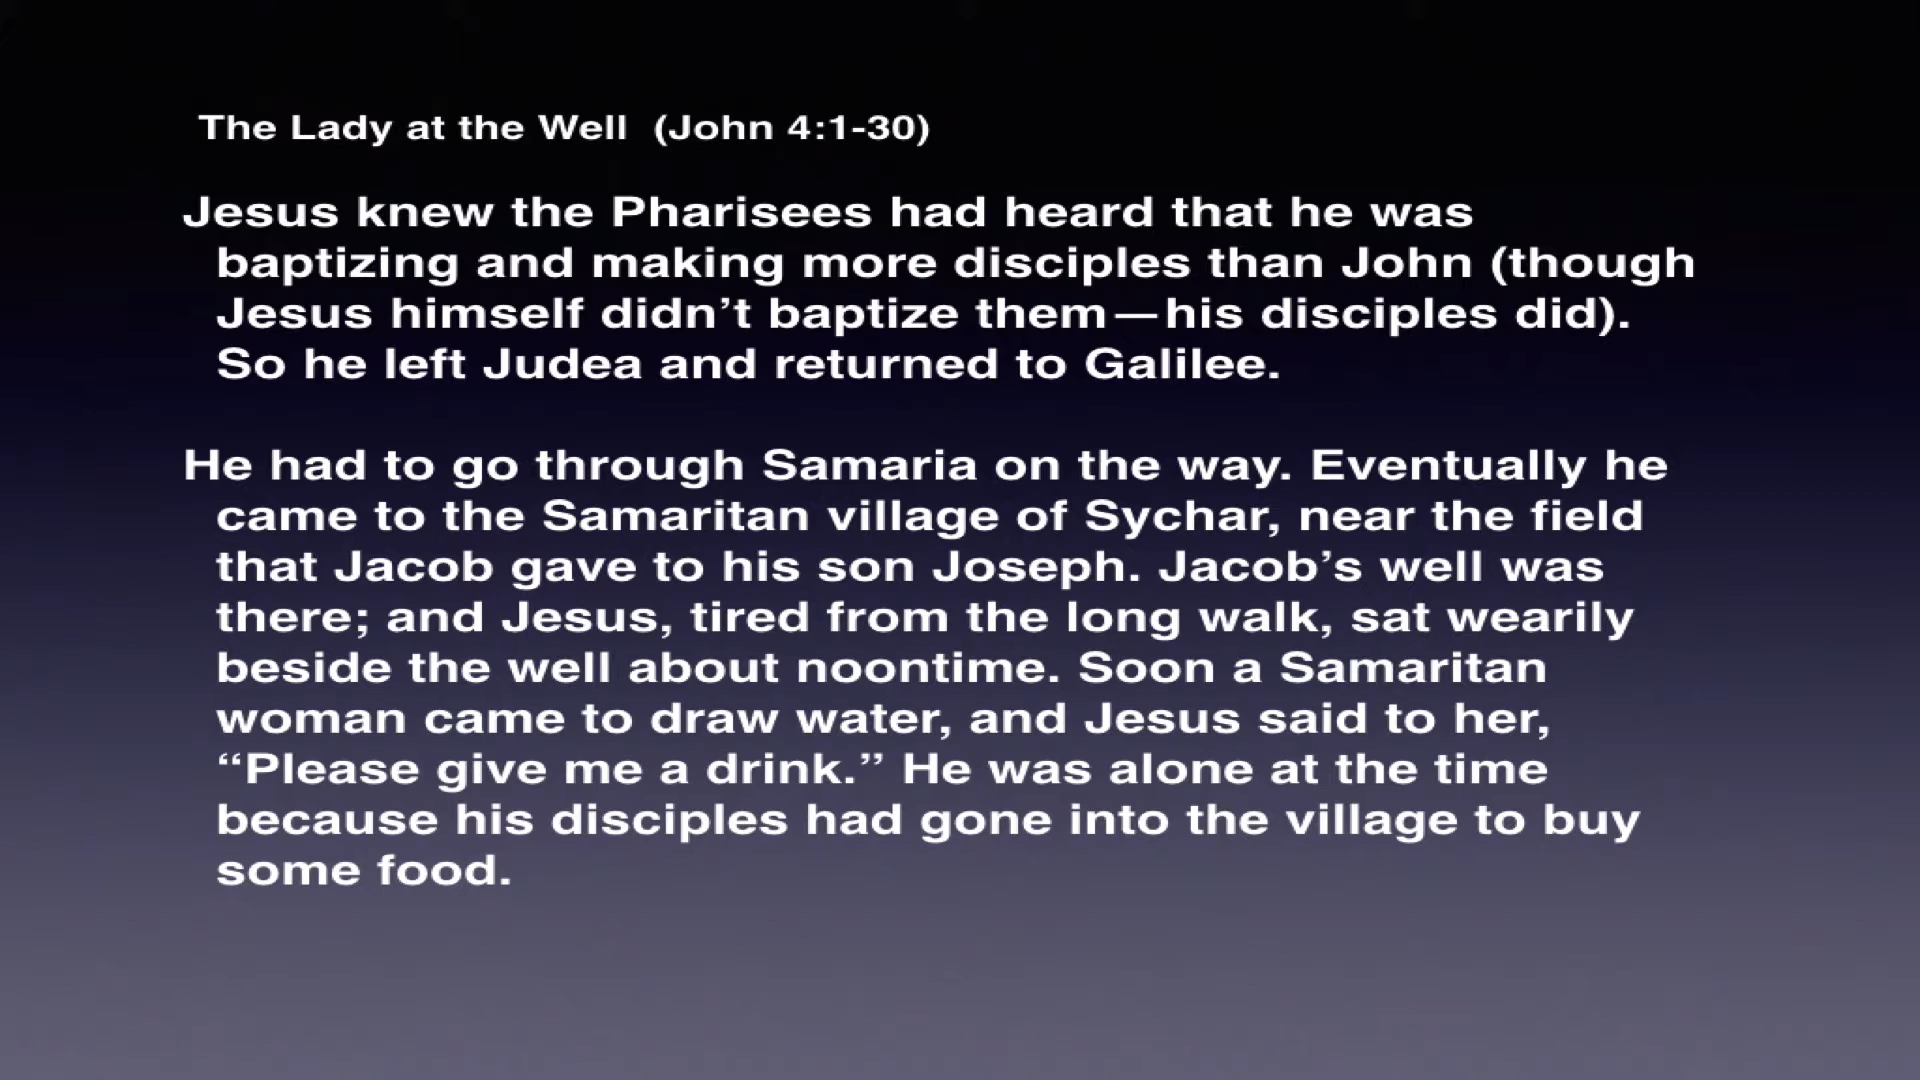 The Lady at the Well (John 4:1-30)
Jesus knew the Pharisees had heard that he was
baptizing and making more disciples than John (though
Jesus himself didn’t baptize them—his disciples did).
So he left Judea and returned to Galilee.
He had to go through Samaria on the way. Eventually he
came to the Samaritan village of Sychar, near the field
that Jacob gave to his son Joseph. Jacob’s well was
there; and Jesus, tired from the long walk, sat wearily
beside the well about noontime. Soon a Samaritan
woman came to draw water, and Jesus said to her,
“Please give me a drink.” He was alone at the time
because his disciples had gone into the village to buy
some food.